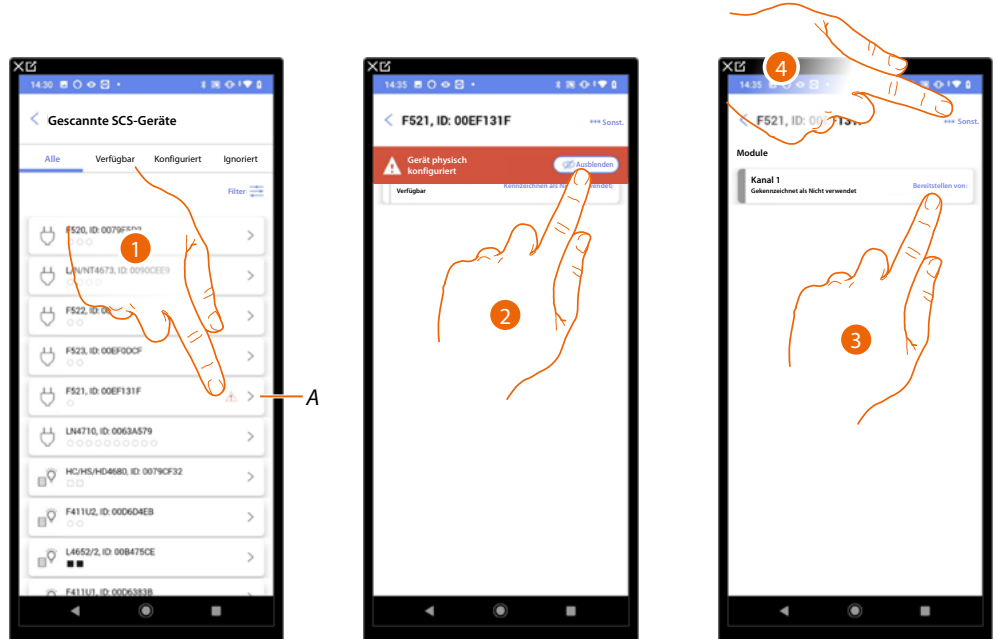 14:30
Gescannte SCS-Geräte
Alle Verfügbar Konfiguriert Ignoriert
Filter
1
F520, ID: 0079
L/N/NT4673, ID: 0090CEE9
F522, ID: 00
F523, ID: 00EF0DCF
F521, ID: 00EF131F
A
LN4710, ID: 0063A579
HC/HS/HD4680, ID: 0079CF32
F411U2, ID: 00D6D4EB
L4652/2, ID: 00B475CE
F411U1, ID: 00D6383B
14:35
F521, ID: 00EF131F
Sonst.
Gerät physisch
konfiguriert
Ausblenden
Verfügbar
Kennzeichnen als
2
4
14:35
F521, ID:
Sonst.
Module
Kanal 1
Gekennzeichnet als Nicht verwendet
Bereitstellen von:
3